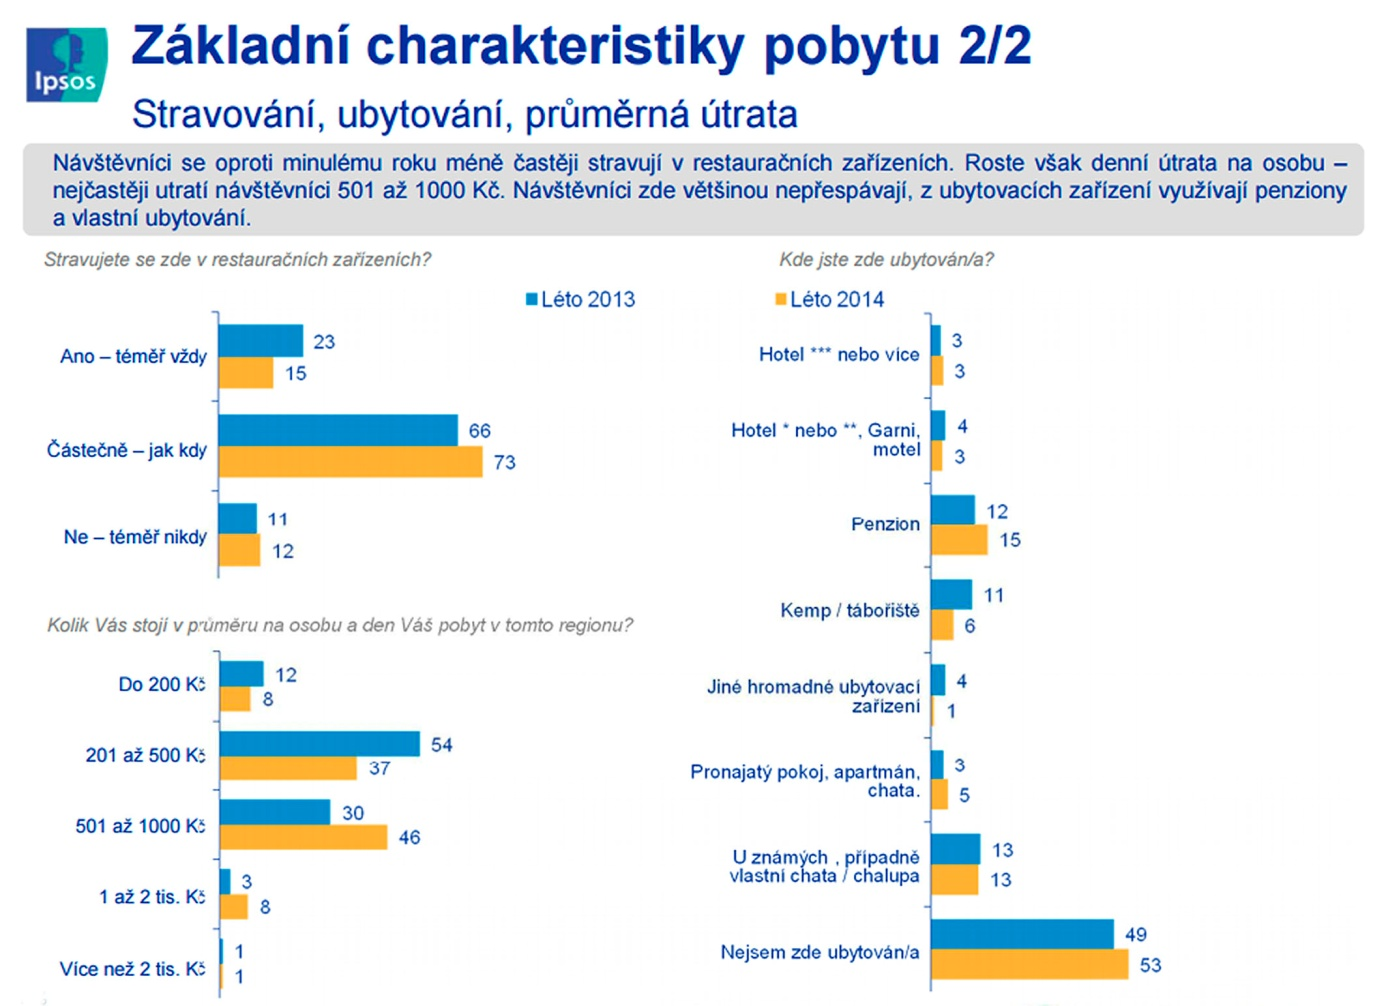 Ipsos
Základní charakteristiky pobytu 2/2
Stravování, ubytování, průměrná útrata
Návštěvníci se oproti minulému roku méně častěji stravují v restauračních zařízeních. Roste však denní útrata na osobu –
nejčastěji utratí návštěvníci 501 až 1000 Kč. Návštěvníci zde většinou nepřespávají, z ubytovacích zařízení využívají penziony
a vlastní ubytování.
Stravujete se zde v restauračních zařízeních?
Léto 2013
Léto 2014
Ano – téměř vždy
23
15
Částečně – jak kdy
66
73
Ne – téměř nikdy
11
12
Kolik Vás stojí v průměru na osobu a den Váš pobyt v tomto regionu?
Do 200 Kč
12
8
201 až 500 Kč
54
37
501 až 1000 Kč
30
46
1 až 2 tis. Kč
3
8
Více než 2 tis. Kč
1
1
Kde jste zde ubytován/a?
Hotel *** nebo více
3
3
Hotel * nebo **, Garni,
motel
4
3
Penzion
12
15
Kemp / tábořiště
11
6
Jiné hromadné ubytovací
zařízení
4
1
Pronajatý pokoj, apartmán,
chata.
3
5
U známých , případně
vlastní chata / chalupa
13
13
Nejsem zde ubytován/a
49
53